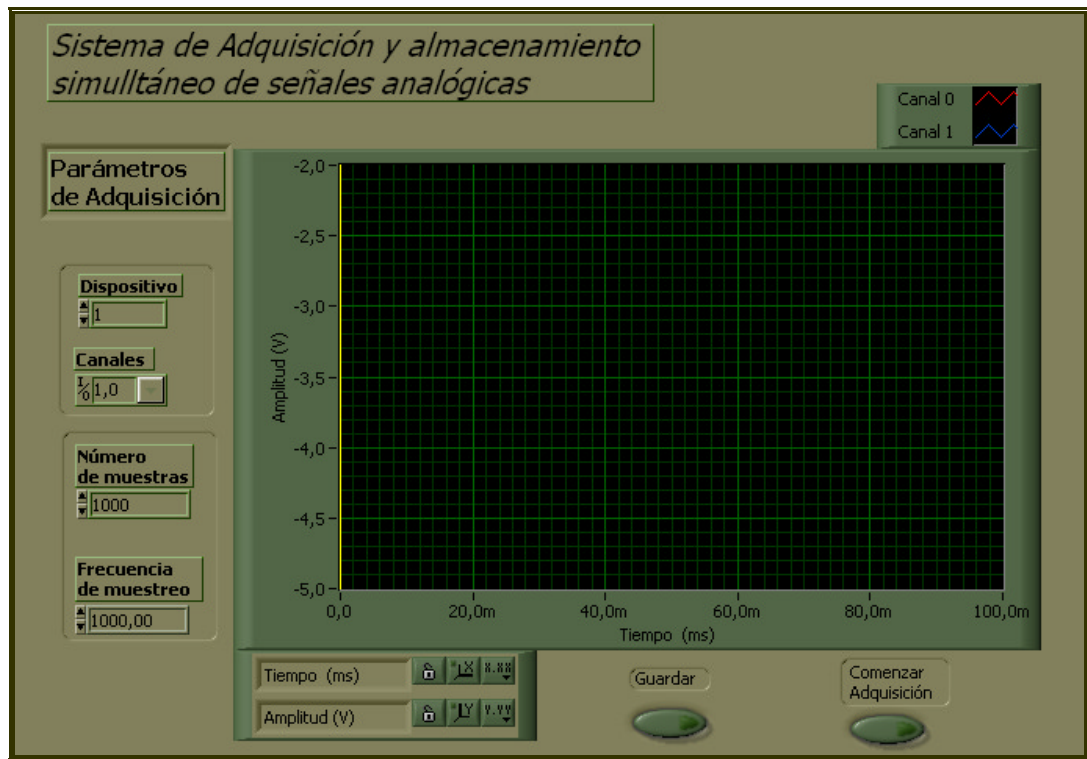 Sistema de Adquisición y almacenamiento
simulltáneo de señales analógicas
Canal 0
Canal 1
Parámetros
de Adquisición
Dispositivo
1
Canales
I/O 1,0
Número
de muestras
1000
Frecuencia
de muestreo
1000,00
Amplitud (V)
-2,0
-2,5
-3,0
-3,5
-4,0
-4,5
-5,0
0,0 20,0m 40,0m 60,0m 80,0m 100,0m
Tiempo (ms)
Tiempo (ms) X X.XX
Amplitud (V) Y Y.YY
Guardar
Comenzar
Adquisición